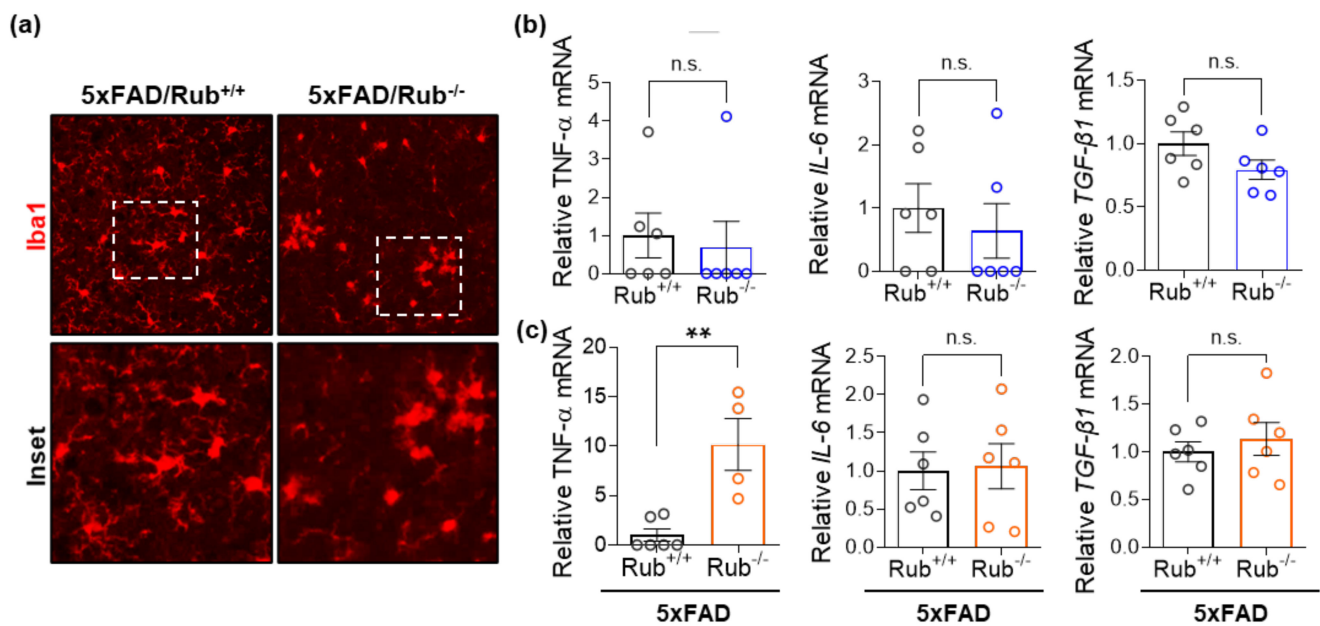 (a)
5xFAD/Rub+/+
5xFAD/Rub-/-
Iba1
Inset
(b)
Relative TNF-α mRNA
5
4
3
2
1
0
n.s.
Rub+/+
Rub-/-
Relative IL-6 mRNA
3
2
1
0
n.s.
Rub+/+
Rub-/-
Relative TGF-β1 mRNA
1.5
1.0
0.5
0.0
n.s.
Rub+/+
Rub-/-
(c)
Relative TNF-α mRNA
20
15
10
5
0
**
Rub+/+
Rub-/-
5xFAD
Relative IL-6 mRNA
2.5
2.0
1.5
1.0
0.5
0.0
n.s.
Rub+/+
Rub-/-
5xFAD
Relative TGF-β1 mRNA
2.0
1.5
1.0
0.5
0.0
n.s.
Rub+/+
Rub-/-
5xFAD